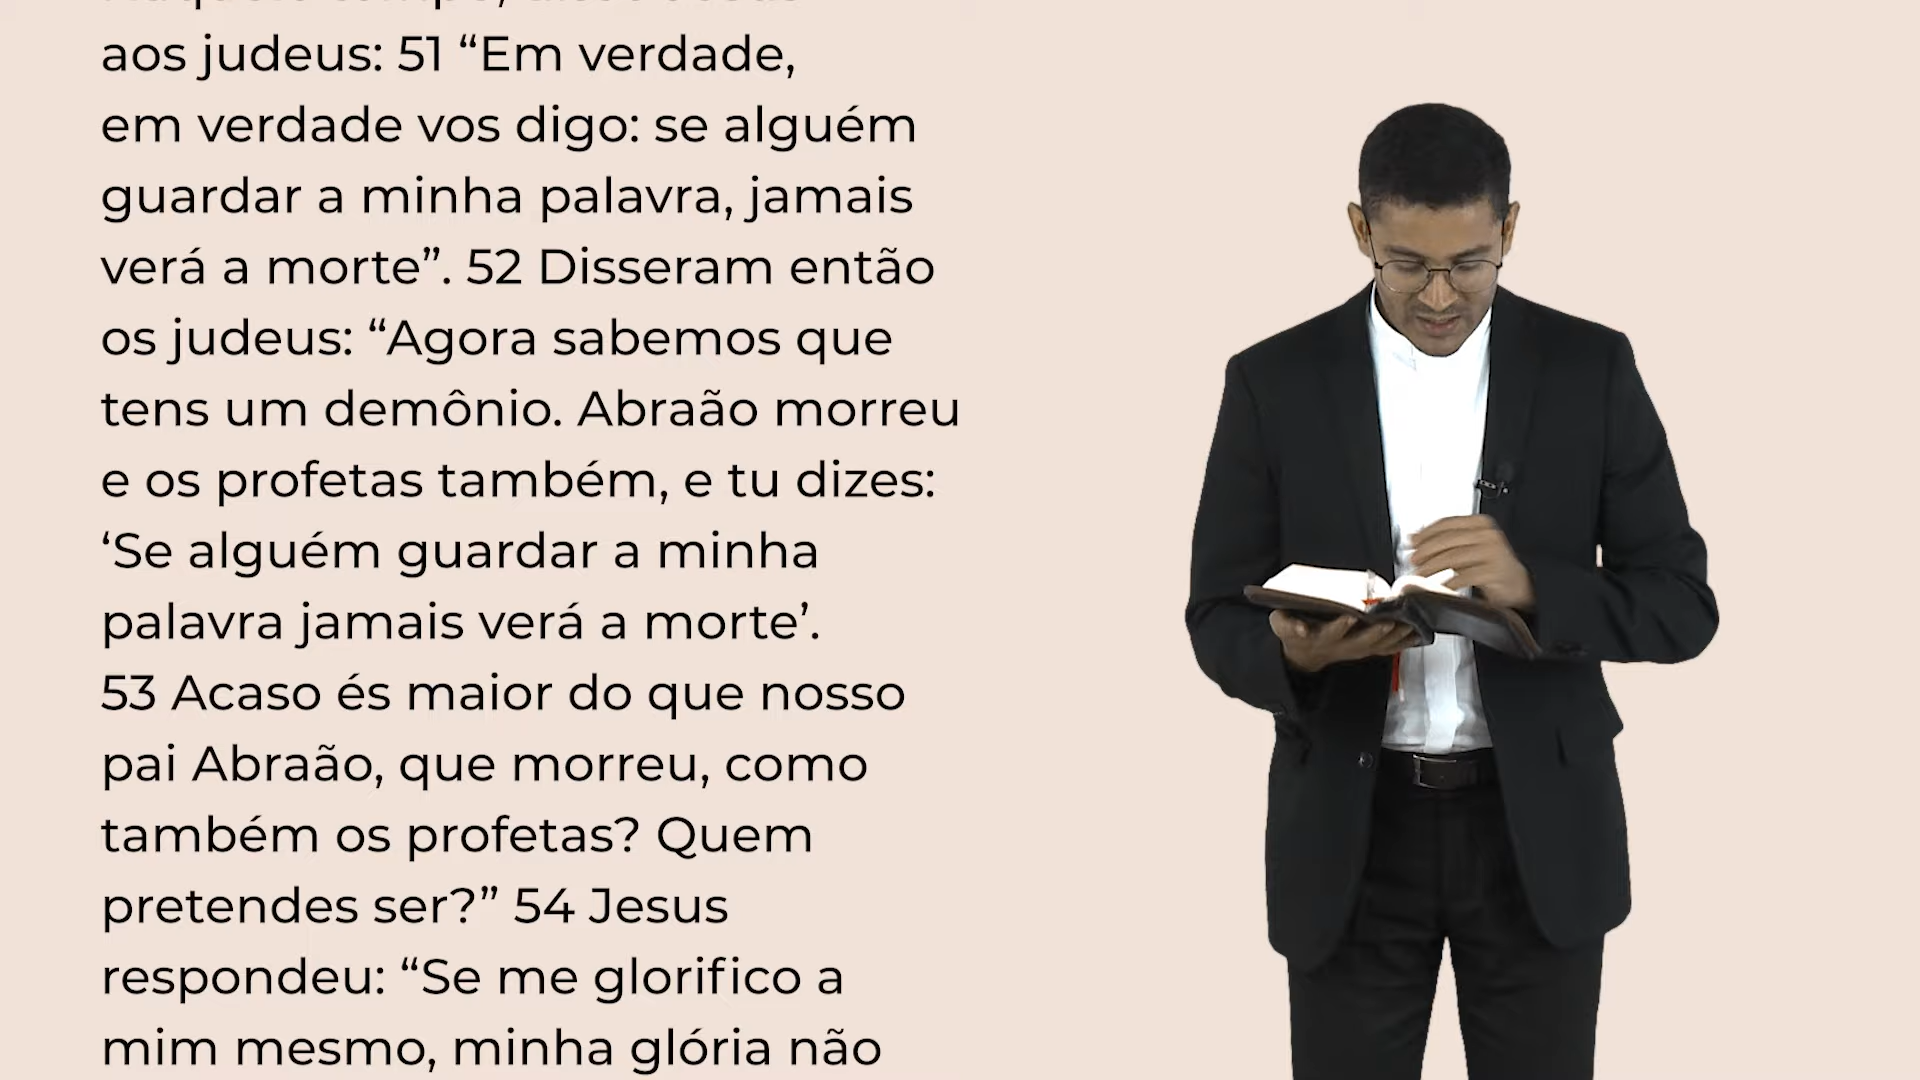 aos judeus: 51 “Em verdade,
em verdade vos digo: se alguém
guardar a minha palavra, jamais
verá a morte”. 52 Disseram então
os judeus: “Agora sabemos que
tens um demônio. Abraão morreu
e os profetas também, e tu dizes:
‘Se alguém guardar a minha
palavra jamais verá a morte’.
53 Acaso és maior do que nosso
pai Abraão, que morreu, como
também os profetas? Quem
pretendes ser?” 54 Jesus
respondeu: “Se me glorifico a
mim mesmo, minha glória não